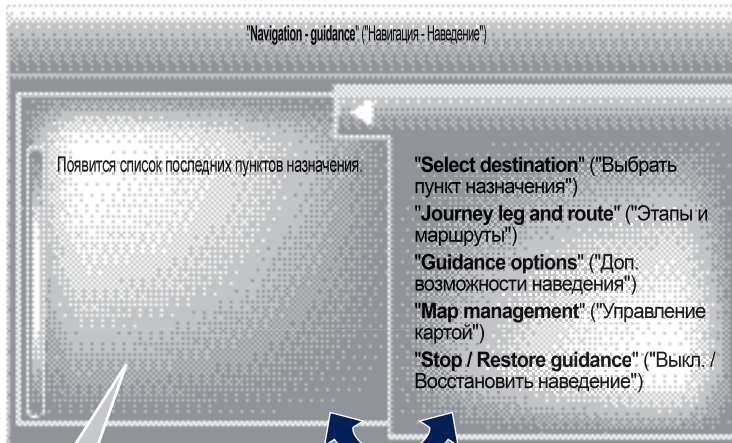 "Navigation - guidance" ("Навигация - Наведение")
Появится список последних пунктов назначения.
"Select destination" ("Выбрать
пункт назначения")
"Journey leg and route" ("Этапы и
маршруты")
"Guidance options" ("Доп.
возможности наведения")
"Map management" ("Управление
картой")
"Stop / Restore guidance" ("Выкл. /
Восстановить наведение")